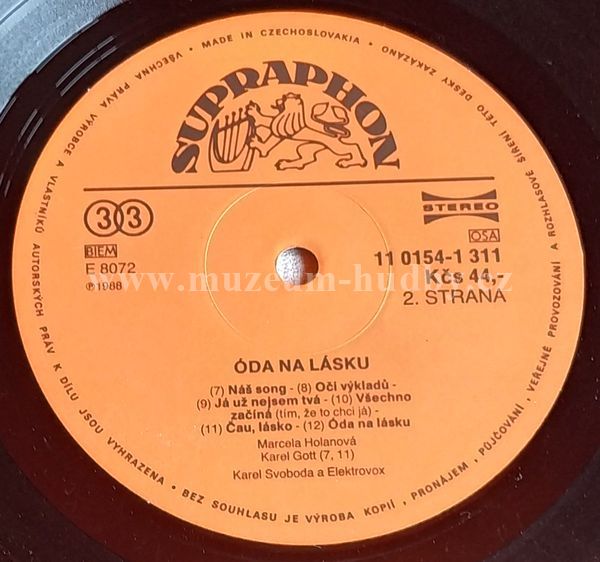 VŠECHNA PRÁVA VÝROBCE A VLASTNÍKŮ AUTORSKÝCH PRÁV K DÍLU JSOU VYHRAZENA • BEZ SOUHLASU JE VÝROBA KOPIÍ, PRONÁJEM, PŮJČOVÁNÍ, VEŘEJNÉ PROVOZOVÁNÍ A ROZHLASOVÉ ŠÍŘENÍ TÉTO DESKY ZAKÁZÁNO • MADE IN CZECHOSLOVAKIA •
SUPRAPHON
33
STEREO
BIEM
OSA
E 8072
11 0154-1 311
℗1988
Kčs 44,-
www.muzeum-hudby.cz
2. STRANA
ÓDA NA LÁSKU
(7) Náš song - (8) Oči výkladů -
(9) Já už nejsem tvá - (10) Všechno
začíná (tím, že to chci já) -
(11) Čau, lásko - (12) Óda na lásku
Marcela Holanová
Karel Gott (7, 11)
Karel Svoboda a Elektrovox